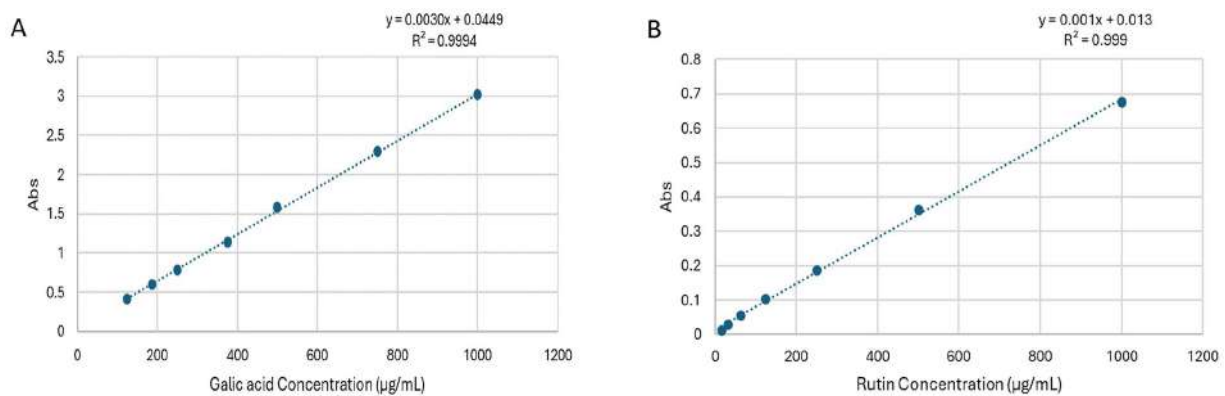 A
y = 0.0030x + 0.0449
R² = 0.9994
3.5
3
2.5
2
1.5
1
0.5
0
Abs
0 200 400 600 800 1000 1200
Galic acid Concentration (µg/mL)
B
y = 0.001x + 0.013
R² = 0.999
0.8
0.7
0.6
0.5
0.4
0.3
0.2
0.1
0
Abs
0 200 400 600 800 1000 1200
Rutin Concentration (µg/mL)